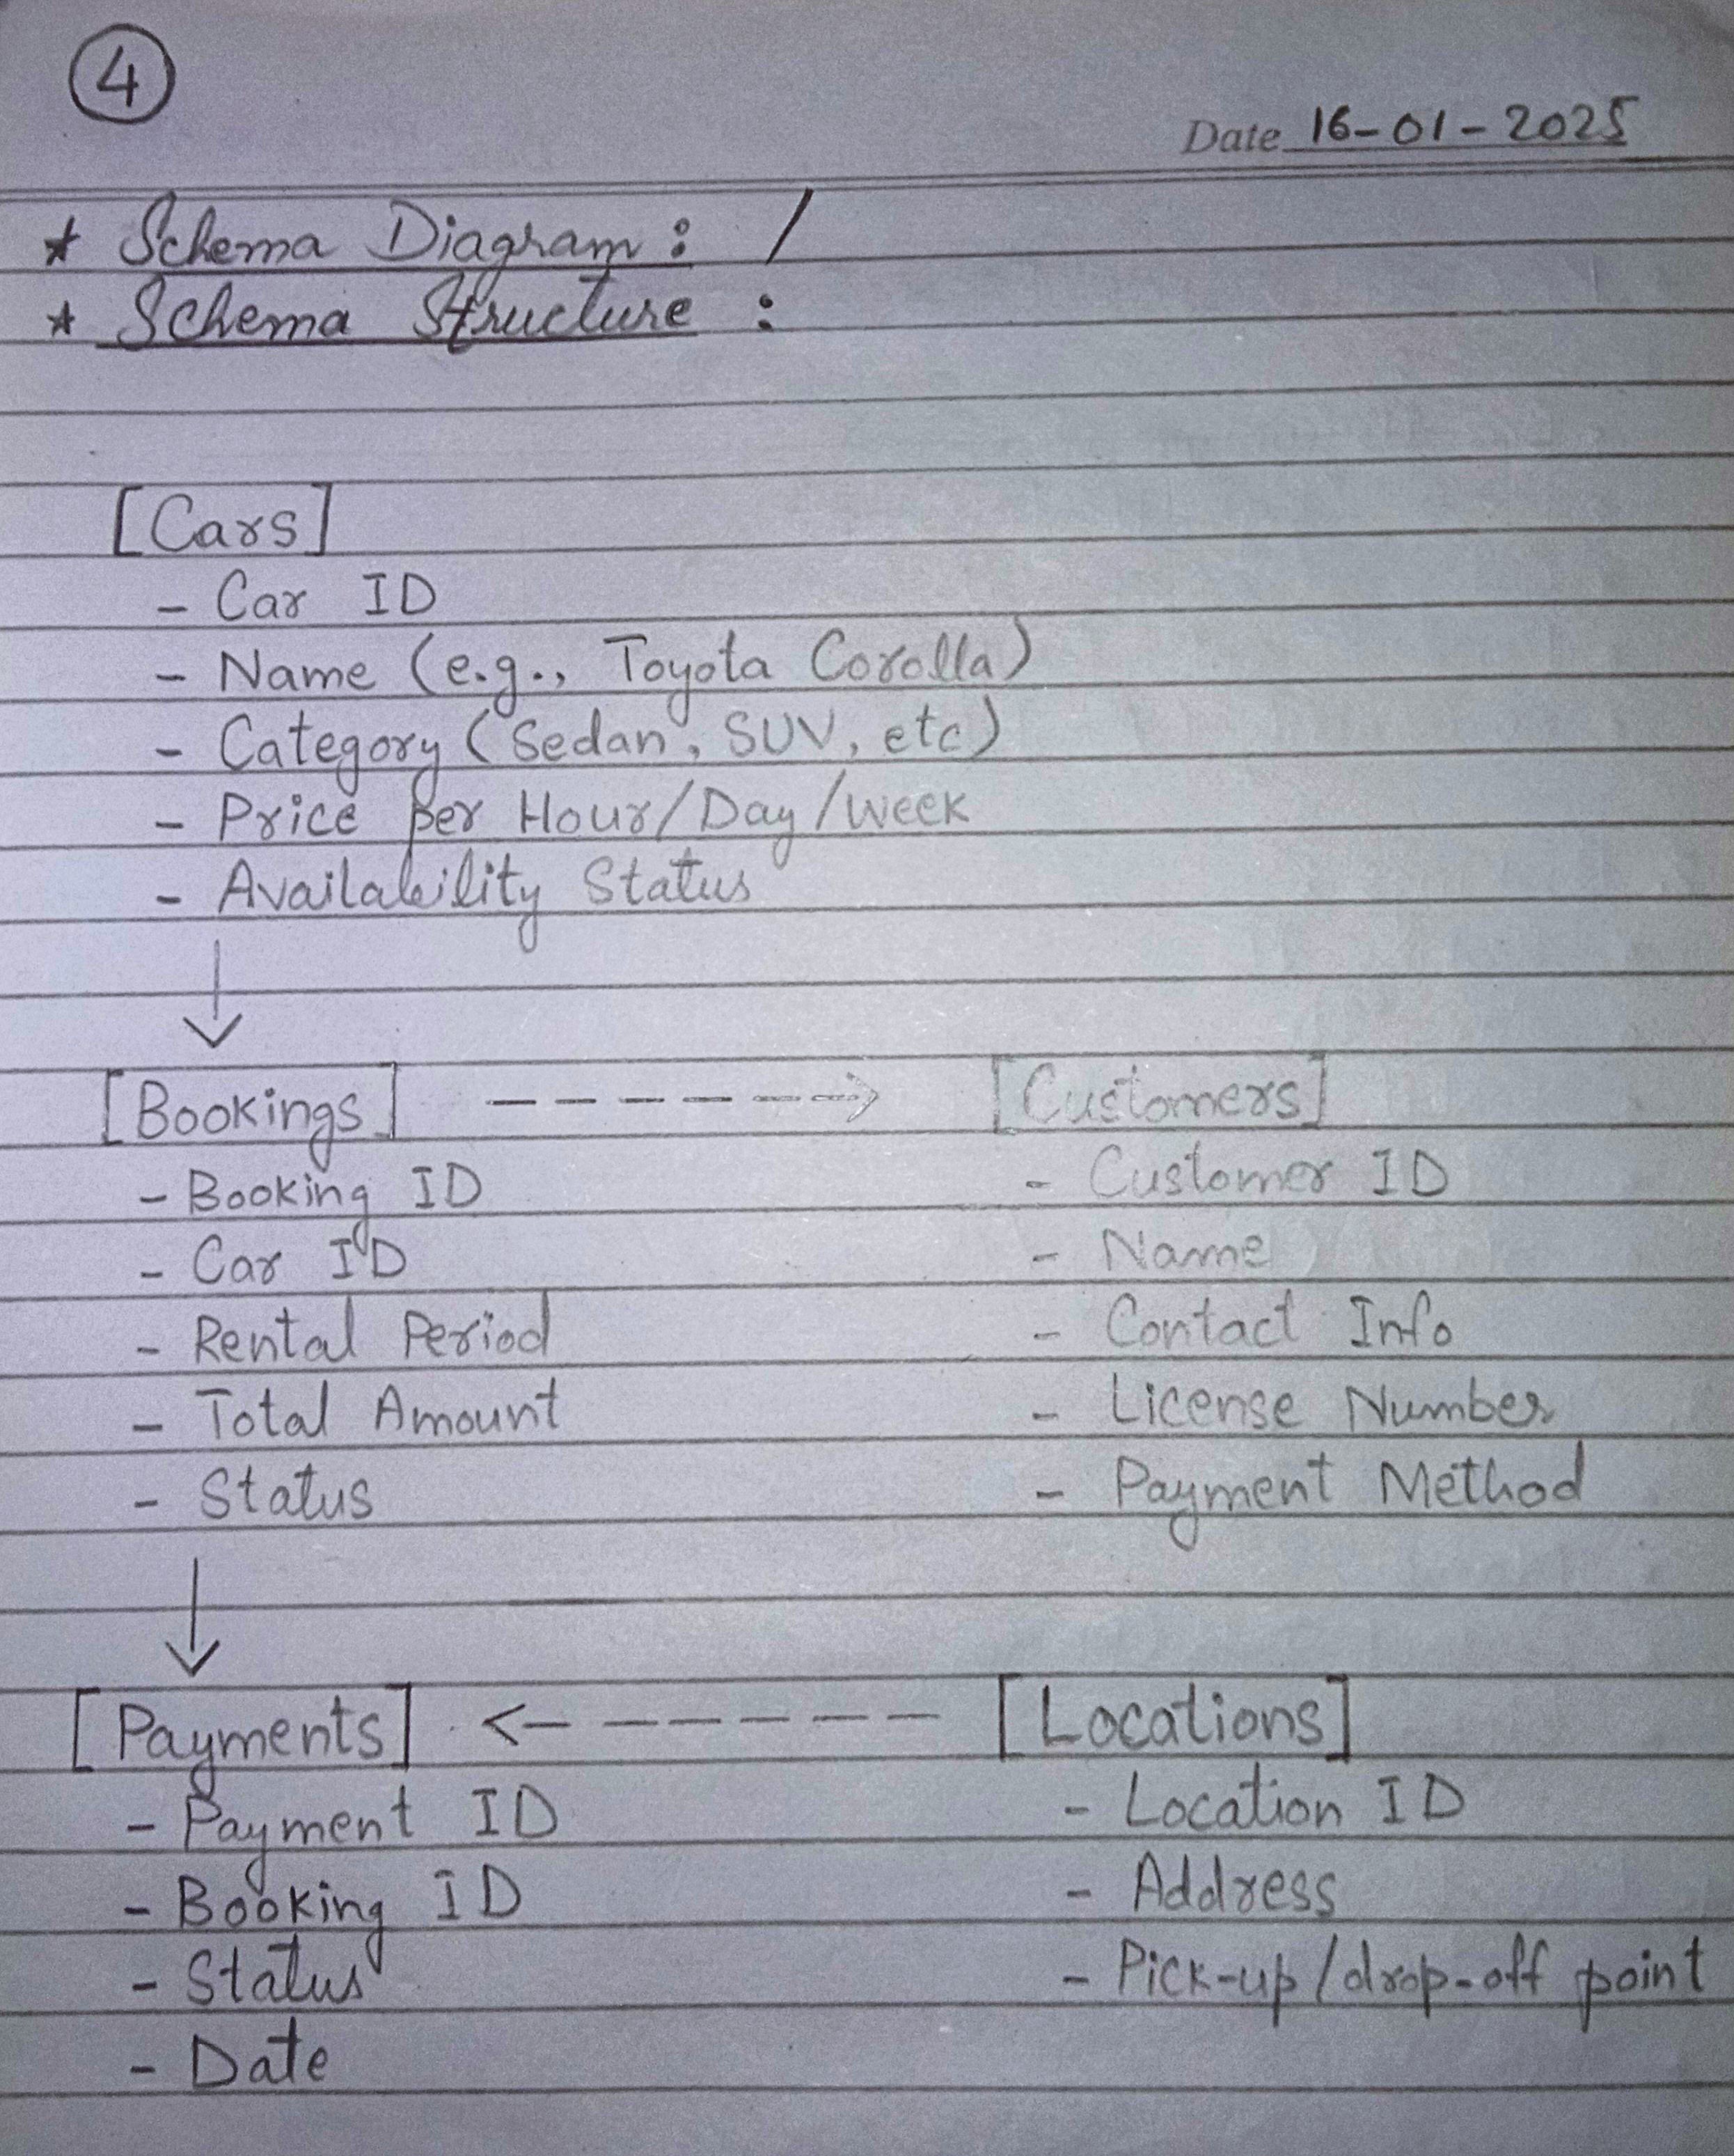 4
Date 16-01-2025
* Schema Diagram : /
* Schema Structure :
[Cars]
- Car ID
- Name (e.g., Toyota Corolla)
- Category (Sedan, SUV, etc)
- Price per Hour/Day/Week
- Availability Status
[Bookings] ------> [Customers]
- Booking ID - Customer ID
- Car ID - Name
- Rental Period - Contact Info
- Total Amount - License Number
- Status - Payment Method
[Payments] <------ [Locations]
- Payment ID - Location ID
- Booking ID - Address
- Status - Pick-up/drop-off point
- Date